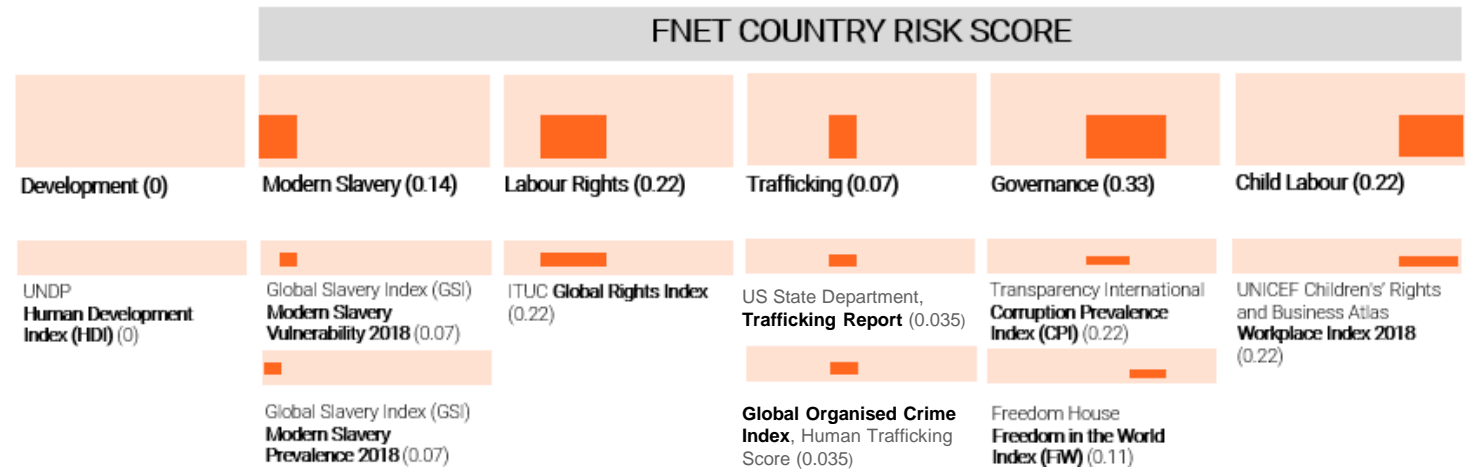 FNET COUNTRY RISK SCORE
Development (0)
Modern Slavery (0.14)
Labour Rights (0.22)
Trafficking (0.07)
Governance (0.33)
Child Labour (0.22)
UNDP
Human Development
Index (HDI) (0)
Global Slavery Index (GSI)
Modern Slavery
Vulnerability 2018 (0.07)
Global Slavery Index (GSI)
Modern Slavery
Prevalence 2018 (0.07)
ITUC Global Rights Index
(0.22)
US State Department,
Trafficking Report (0.035)
Global Organised Crime
Index, Human Trafficking
Score (0.035)
Transparency International
Corruption Prevalence
Index (CPI) (0.22)
Freedom House
Freedom in the World
Index (FiW) (0.11)
UNICEF Children's' Rights
and Business Atlas
Workplace Index 2018
(0.22)